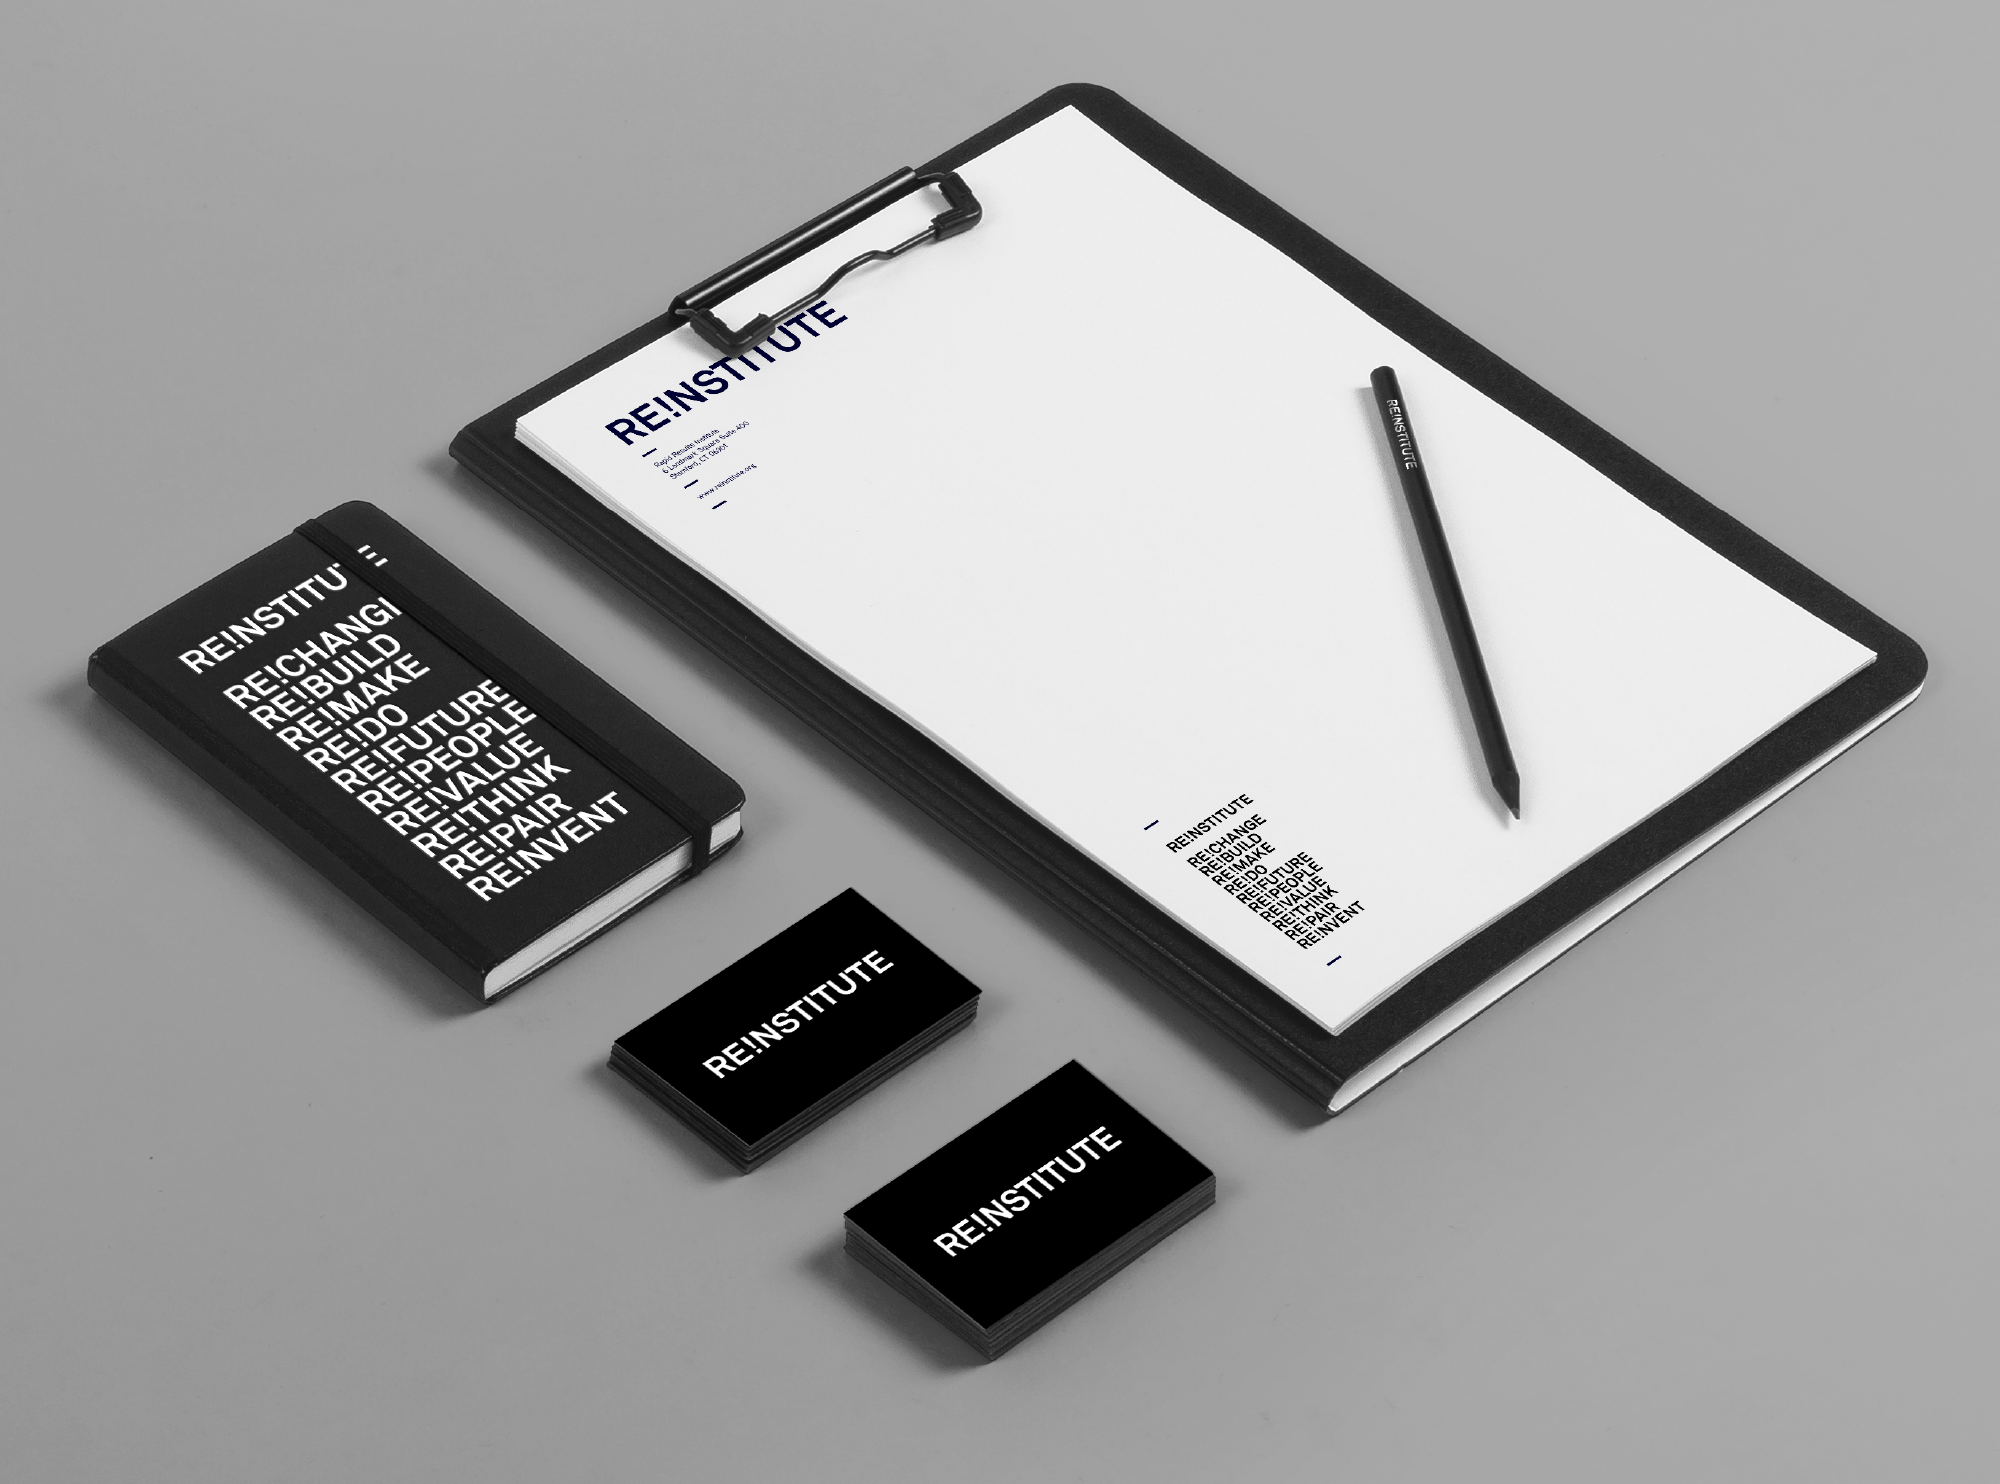 RE!NSTITUTE
Rapid Results Institute
6 Landmark Square Suite 400
Stamford, CT 06901
www.reinstitute.org
RE!NSTITUTE
RE!NSTITUTE
RE!CHANGE
RE!BUILD
RE!MAKE
RE!DO
RE!FUTURE
RE!PEOPLE
RE!VALUE
RE!THINK
RE!PAIR
RE!NVENT
RE!NSTITUTE
RE!CHANGE
RE!BUILD
RE!MAKE
RE!DO
RE!FUTURE
RE!PEOPLE
RE!VALUE
RE!THINK
RE!PAIR
RE!NVENT
RE!NSTITUTE
RE!NSTITUTE